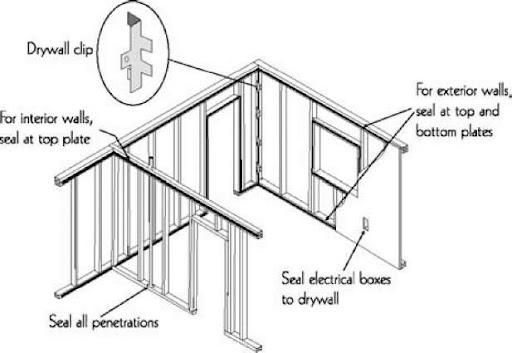 Drywall clip
For interior walls,
seal at top plate
For exterior walls,
seal at top and
bottom plates
Seal electrical boxes
to drywall
Seal all penetrations